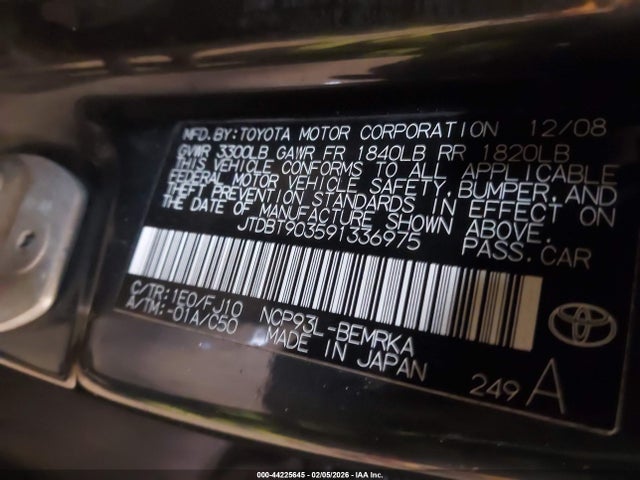 MFD.BY:TOYOTA MOTOR CORPORATION 12/08
GVWR 3300LB GAWR FR 1840LB RR 1820LB
THIS VEHICLE CONFORMS TO ALL APPLICABLE
FEDERAL MOTOR VEHICLE SAFETY,BUMPER,AND
THEFT PREVENTION STANDARDS IN EFFECT ON
THE DATE OF MANUFACTURE SHOWN ABOVE.
JTDBT903591336975 PASS.CAR
C/TR:1E0/FJ10 NCP93L-BEMRKA
A/TM:-01A/C50 MADE IN JAPAN
249 A
000-44225645 - 02/05/2026 - IAA Inc.